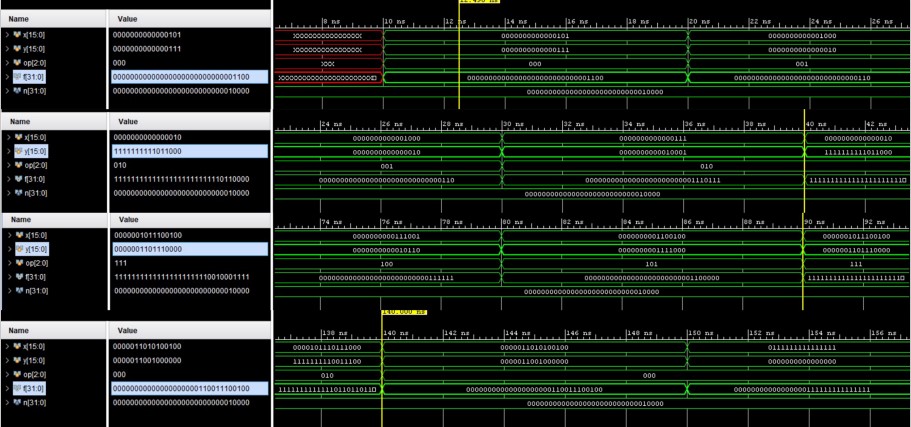 12.490 ns
Name Value 8 ns 10 ns 12 ns 14 ns 16 ns 18 ns 20 ns 22 ns 24 ns 26 ns
x[15:0] 0000000000000101 XXXXXXXXXXXXXXXX 0000000000000101 0000000000001000
y[15:0] 0000000000000111 XXXXXXXXXXXXXXXX 0000000000000111 0000000000000010
op[2:0] 000 XXX 000 001
f[31:0] 00000000000000000000000000001100 00000000000000000000000000001100 00000000000000000000000000000110
n[31:0] 00000000000000000000000000010000 00000000000000000000000000010000
Name Value 24 ns 26 ns 28 ns 30 ns 32 ns 34 ns 36 ns 38 ns 40 ns 42 ns
x[15:0] 0000000000000010 0000000000001000 0000000000000111 0000000000000010
y[15:0] 1111111111011000 0000000000000010 0000000000010001 1111111111011000
op[2:0] 010 001 010
f[31:0] 11111111111111111111111110110000 00000000000000000000000000000110 00000000000000000000000001110111
n[31:0] 00000000000000000000000000010000 00000000000000000000000000010000
Name Value 74 ns 76 ns 78 ns 80 ns 82 ns 84 ns 86 ns 88 ns 90 ns 92 ns
x[15:0] 0000001011100100 0000000000111001 0000000001100100 0000001011100100
y[15:0] 0000001101110000 0000000000010110 0000000001111000 0000001101110000
op[2:0] 111 100 101 111
f[31:0] 11111111111111111111110010001111 00000000000000000000000000111111 00000000000000000000000001100000
n[31:0] 00000000000000000000000000010000 00000000000000000000000000010000
140.000 ns
Name Value 138 ns 140 ns 142 ns 144 ns 146 ns 148 ns 150 ns 152 ns 154 ns 156 ns
x[15:0] 0000011010100100 0000101110111000 0000011010100100 0111111111111111
y[15:0] 0000011001000000 1111111110011100 0000011001000000 0000000000000000
op[2:0] 000 010 000
f[31:0] 00000000000000000000110011100100 00000000000000000000110011100100 00000000000000000111111111111111
n[31:0] 00000000000000000000000000010000 00000000000000000000000000010000